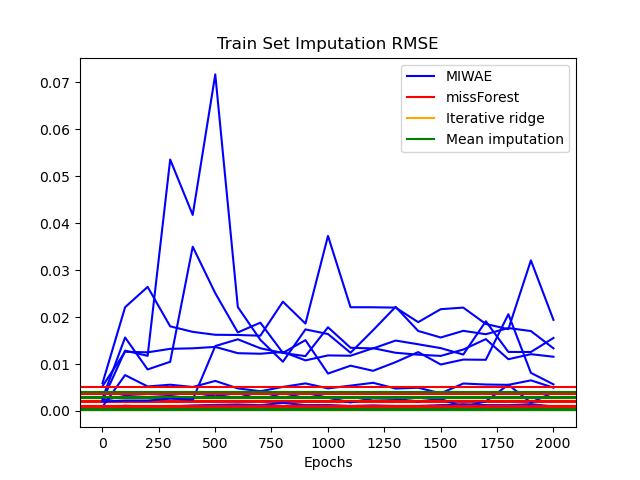 Train Set Imputation RMSE
0.07
0.06
0.05
0.04
0.03
0.02
0.01
0.00
MIWAE
missForest
Iterative ridge
Mean imputation
0 250 500 750 1000 1250 1500 1750 2000
Epochs